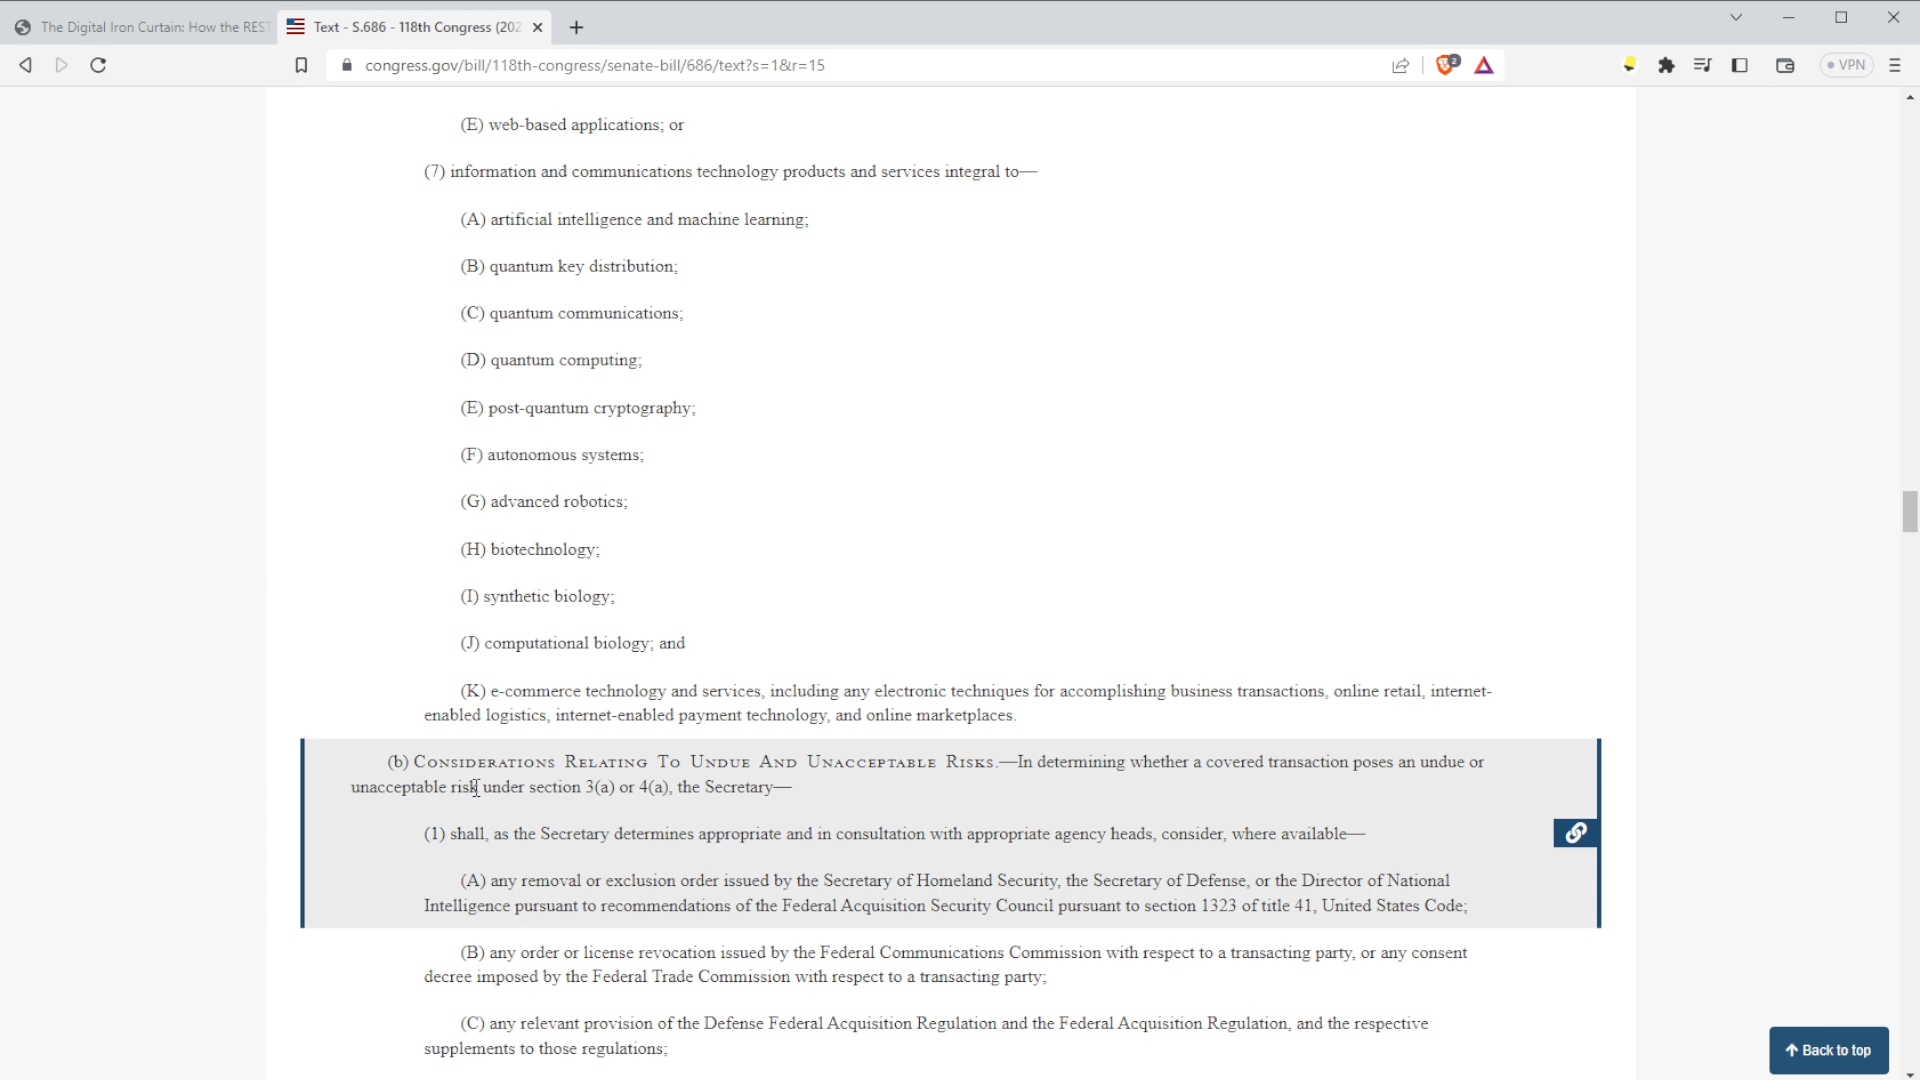 The Digital Iron Curtain: How the REST
Text - S.686 - 118th Congress (202
congress.gov/bill/118th-congress/senate-bill/686/text?s=1&r=15
2
VPN
(E) web-based applications; or
(7) information and communications technology products and services integral to—
(A) artificial intelligence and machine learning;
(B) quantum key distribution;
(C) quantum communications;
(D) quantum computing;
(E) post-quantum cryptography;
(F) autonomous systems;
(G) advanced robotics;
(H) biotechnology;
(I) synthetic biology;
(J) computational biology; and
(K) e-commerce technology and services, including any electronic techniques for accomplishing business transactions, online retail, internet-
enabled logistics, internet-enabled payment technology, and online marketplaces.
(b) CONSIDERATIONS RELATING TO UNDUE AND UNACCEPTABLE RISKS.—In determining whether a covered transaction poses an undue or
unacceptable risk under section 3(a) or 4(a), the Secretary—
(1) shall, as the Secretary determines appropriate and in consultation with appropriate agency heads, consider, where available—
(A) any removal or exclusion order issued by the Secretary of Homeland Security, the Secretary of Defense, or the Director of National
Intelligence pursuant to recommendations of the Federal Acquisition Security Council pursuant to section 1323 of title 41, United States Code;
(B) any order or license revocation issued by the Federal Communications Commission with respect to a transacting party, or any consent
decree imposed by the Federal Trade Commission with respect to a transacting party;
(C) any relevant provision of the Defense Federal Acquisition Regulation and the Federal Acquisition Regulation, and the respective
supplements to those regulations;
Back to top